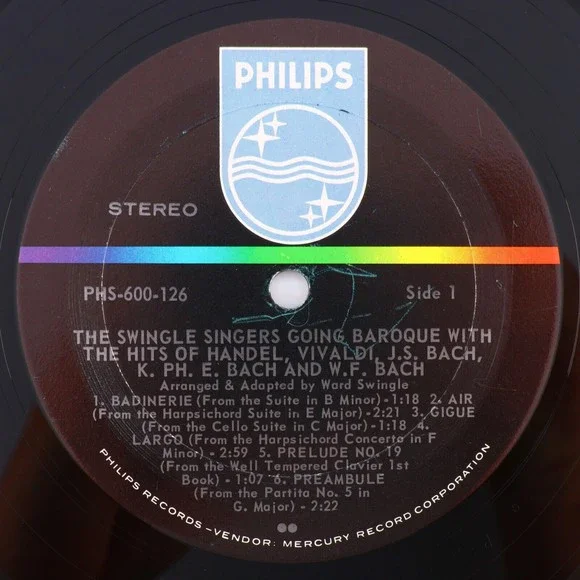 PHILIPS
STEREO
PHS-600-126
Side 1
THE SWINGLE SINGERS GOING BAROQUE WITH
THE HITS OF HANDEL, VIVALDI, J.S. BACH,
K. PH. E. BACH AND W.F. BACH
Arranged & Adapted by Ward Swingle
1. BADINERIE (From the Suite in B Minor) - 1:18 2. AIR
(From the Harpsichord Suite in E Major) - 2:21 3. GIGUE
(From the Cello Suite in C Major) - 1:18 4.
LARGO (From the Harpsichord Concerto in F
Minor) - 2:59 5. PRELUDE NO. 19
(From the Well Tempered Clavier 1st
Book) - 1:07 6. PREAMBULE
(From the Partita No. 5 in
G. Major) - 2:22
PHILIPS RECORDS –VENDOR: MERCURY RECORD CORPORATION